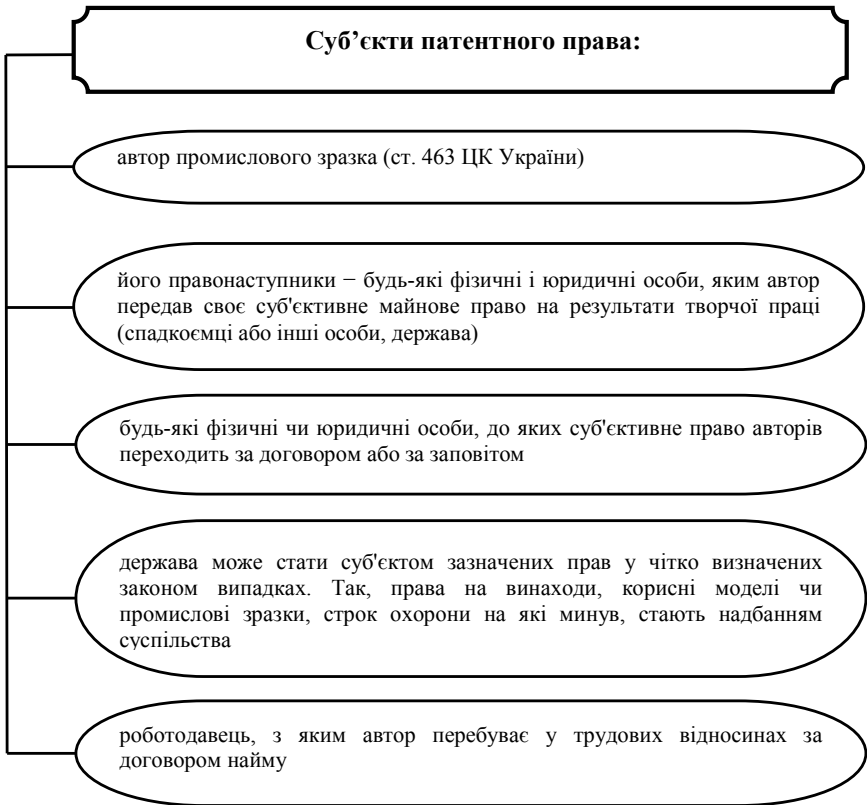 Суб’єкти патентного права:
автор промислового зразка (ст. 463 ЦК України)
його правонаступники − будь-які фізичні і юридичні особи, яким автор
передав своє суб'єктивне майнове право на результати творчої праці
(спадкоємці або інші особи, держава)
будь-які фізичні чи юридичні особи, до яких суб'єктивне право авторів
переходить за договором або за заповітом
держава може стати суб'єктом зазначених прав у чітко визначених
законом випадках. Так, права на винаходи, корисні моделі чи
промислові зразки, строк охорони на які минув, стають надбанням
суспільства
роботодавець, з яким автор перебуває у трудових відносинах за
договором найму